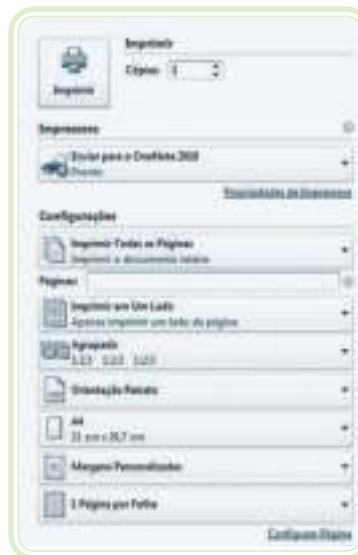 Imprimir
Cópias: 1
Imprimir
Impressora
Enviar para o OneNote 2010
Pronto
Propriedades da Impressora
Configurações
Imprimir Todas as Páginas
Imprimir o documento inteiro
Páginas:
Imprimir em Um Lado
Apenas imprimir um lado da página
Agrupado
1;2;3 1;2;3 1;2;3
Orientação Retrato
A4
21 cm x 29,7 cm
Margens Personalizadas
1 Página por Folha
Configurar Página